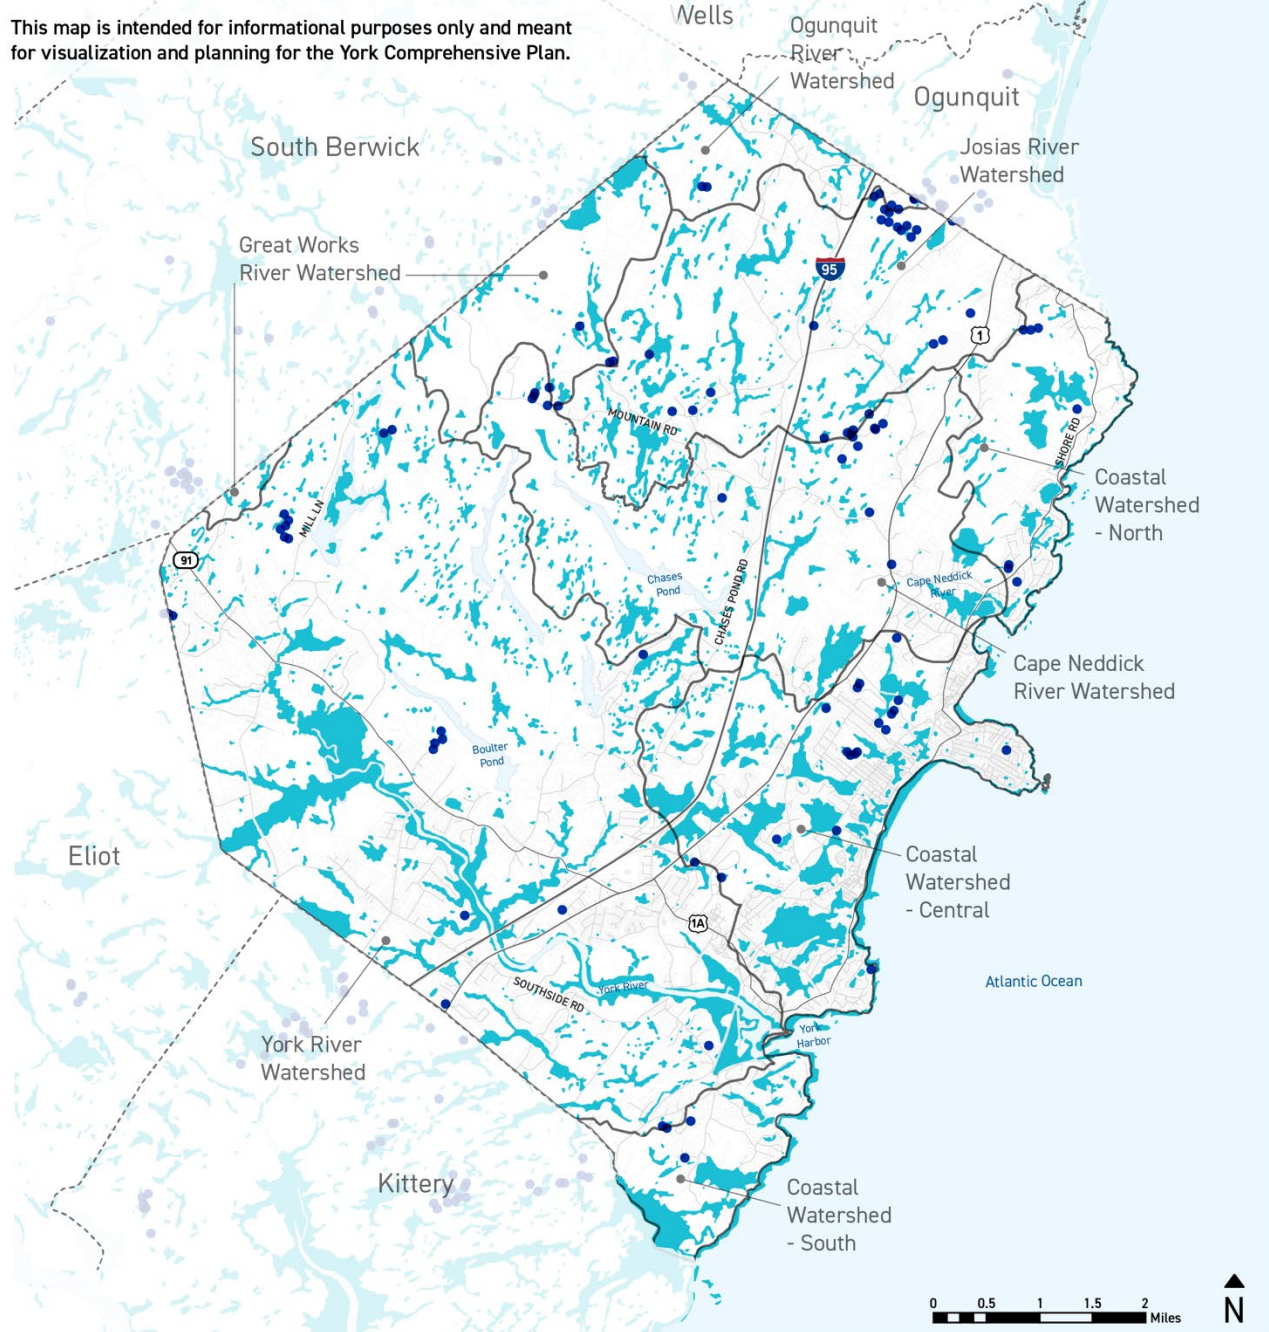 This map is intended for informational purposes only and meant
for visualization and planning for the York Comprehensive Plan.
Wells
Ogunquit
River
Watershed
Ogunquit
South Berwick
Josias River
Watershed
Great Works
River Watershed
95
1
MOUNTAIN RD
SHORE RD
Coastal
Watershed
- North
MILL LN
91
Chases
Pond
CHASES POND RD
Cape Neddick
River
Cape Neddick
River Watershed
Boulter
Pond
Eliot
Coastal
Watershed
- Central
1A
Atlantic Ocean
SOUTHSIDE RD
York River
York
Harbor
York River
Watershed
Kittery
Coastal
Watershed
- South
0 0.5 1 1.5 2 Miles
N